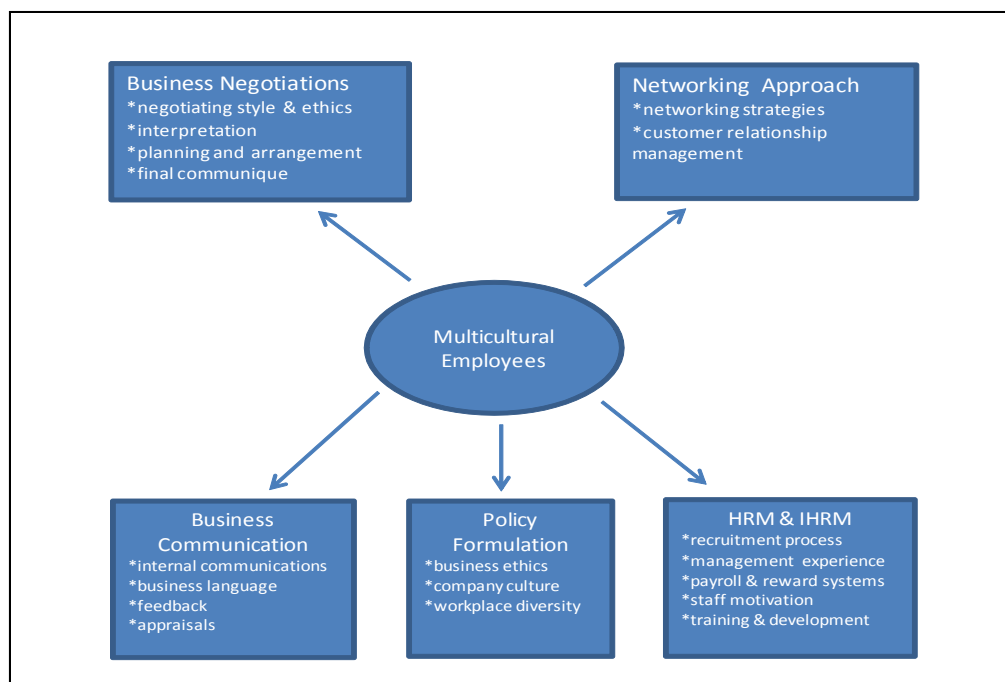 Business Negotiations
*negotiating style & ethics
*interpretation
*planning and arrangement
*final communique
Networking Approach
*networking strategies
*customer relationship
management
Multicultural
Employees
Business
Communication
*internal communications
*business language
*feedback
*appraisals
Policy
Formulation
*business ethics
*company culture
*workplace diversity
HRM & IHRM
*recruitment process
*management experience
*payroll & reward systems
*staff motivation
*training & development